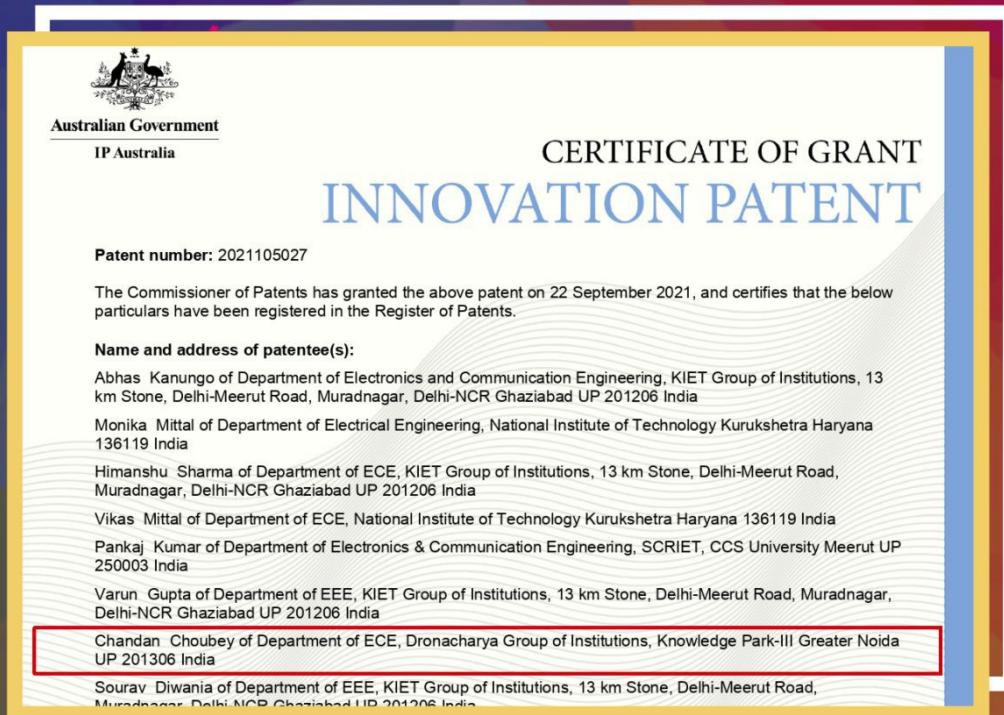 Australian Government
IP Australia
CERTIFICATE OF GRANT
INNOVATION PATENT
Patent number: 2021105027
The Commissioner of Patents has granted the above patent on 22 September 2021, and certifies that the below
particulars have been registered in the Register of Patents.
Name and address of patentee(s):
Abhas Kanungo of Department of Electronics and Communication Engineering, KIET Group of Institutions, 13
km Stone, Delhi-Meerut Road, Muradnagar, Delhi-NCR Ghaziabad UP 201206 India
Monika Mittal of Department of Electrical Engineering, National Institute of Technology Kurukshetra Haryana
136119 India
Himanshu Sharma of Department of ECE, KIET Group of Institutions, 13 km Stone, Delhi-Meerut Road,
Muradnagar, Delhi-NCR Ghaziabad UP 201206 India
Vikas Mittal of Department of ECE, National Institute of Technology Kurukshetra Haryana 136119 India
Pankaj Kumar of Department of Electronics & Communication Engineering, SCRIET, CCS University Meerut UP
250003 India
Varun Gupta of Department of EEE, KIET Group of Institutions, 13 km Stone, Delhi-Meerut Road, Muradnagar,
Delhi-NCR Ghaziabad UP 201206 India
Chandan Choubey of Department of ECE, Dronacharya Group of Institutions, Knowledge Park-III Greater Noida
UP 201306 India
Sourav Diwania of Department of EEE, KIET Group of Institutions, 13 km Stone, Delhi-Meerut Road,
Muradnagar, Delhi-NCR Ghaziabad UP 201206 India